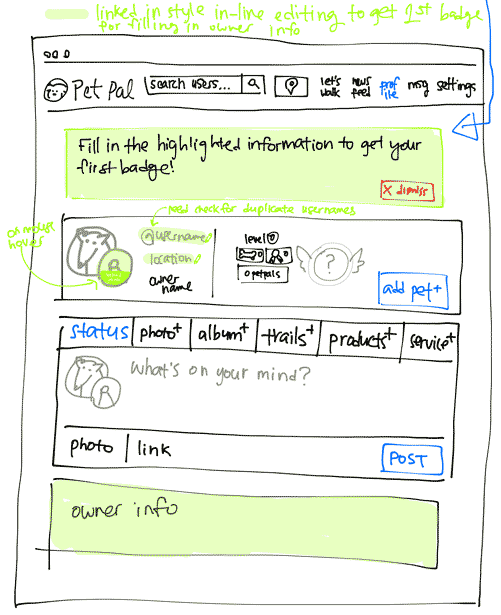 linked in style in-line editing to get 1st badge
for filling in owner info
Pet Pal
search users...
let's walk
news feed
profile
msg
settings
Fill in the highlighted information to get your
first badge!
X dismiss
need check for duplicate usernames
on mouse
hover
@username
location
owner
name
level 0
0 petpals
?
add pet+
status
photo+
album+
trails+
products+
service+
What's on your mind?
photo
link
POST
owner info